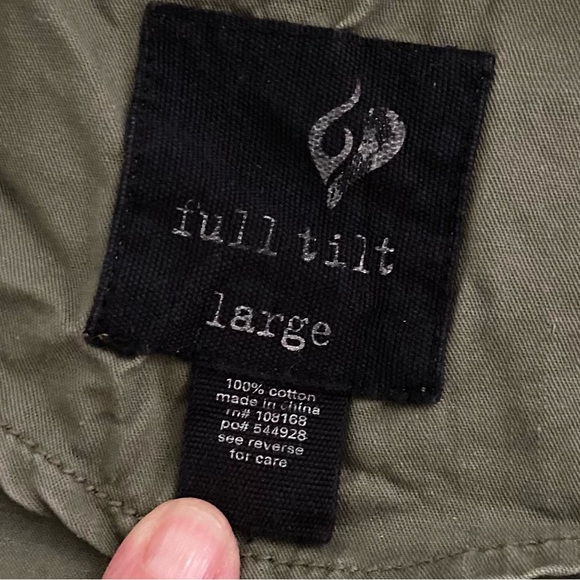 full tilt
large
100% cotton
made in china
rn# 108168
po# 544928
see reverse
for care